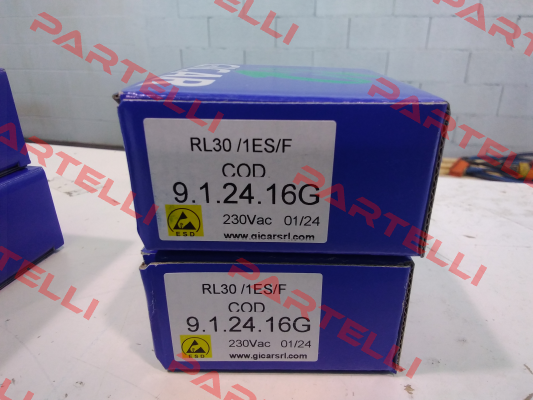 PARTELLI
PARTELLI
PARTELLI
RL30 /1ES/F
COD
9.1.24.16G
ESD
230Vac 01/24
www.gicarsrl.com
RL30 /1ES/F
COD
9.1.24.16G
ESD
230Vac 01/24
www.gicarsrl.com
PARTELLI
PARTELLI
PARTELLI